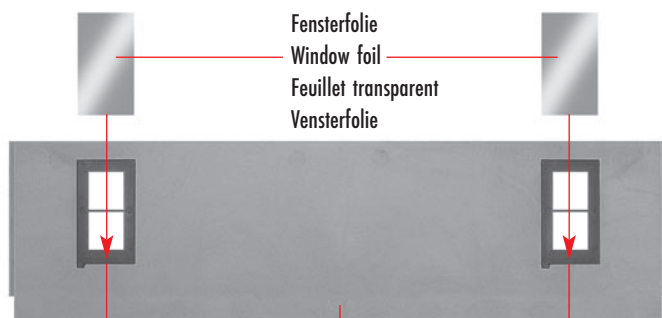 Fensterfolie
Window foil
Feuillet transparent
Vensterfolie